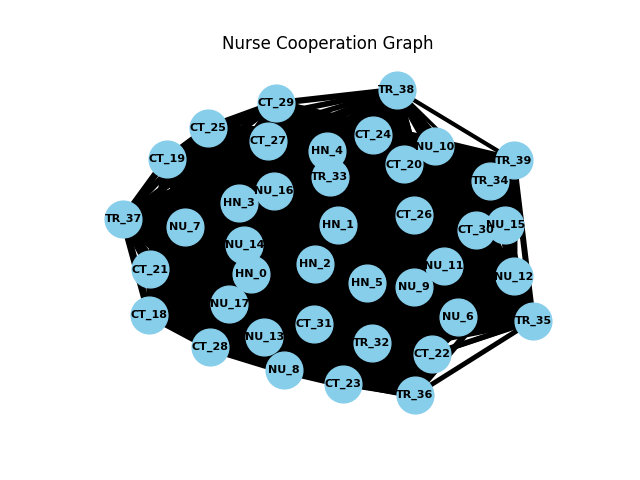 Nurse Cooperation Graph
TR_38
CT_29
CT_25
CT_24
CT_27
NU_10
HN_4
CT_19
TR_39
CT_20
TR_33
TR_34
NU_16
HN_3
CT_26
TR_37
HN_1
NU_15
NU_7
CT_30
NU_14
HN_2
NU_11
CT_21
HN_0
NU_12
HN_5
NU_9
NU_17
CT_18
NU_6
TR_35
CT_31
NU_13
TR_32
CT_28
CT_22
NU_8
CT_23
TR_36